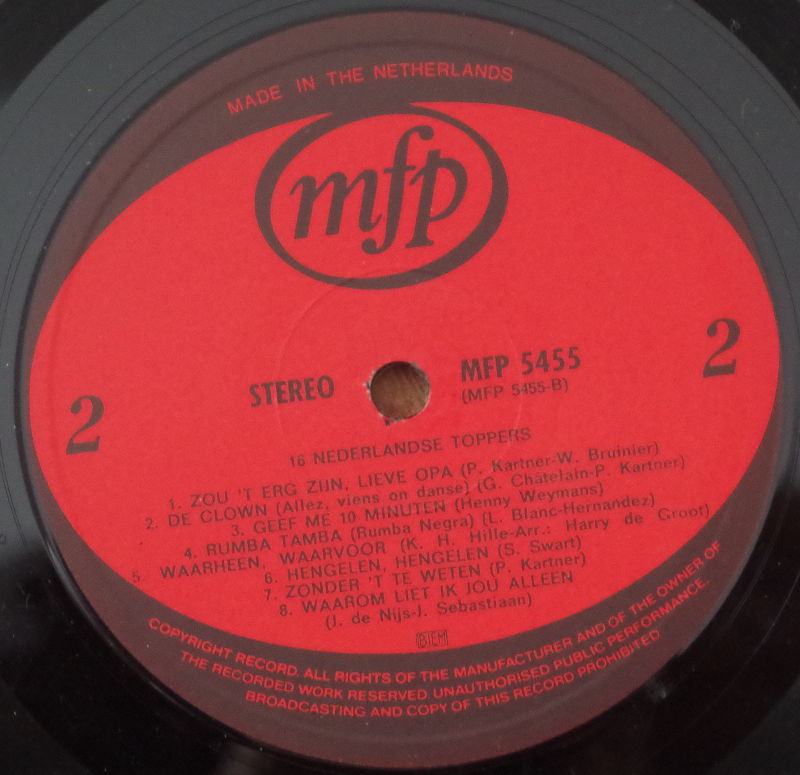 MADE IN THE NETHERLANDS
mfp
2
2
STEREO
MFP 5455
(MFP 5455-B)
16 NEDERLANDSE TOPPERS
1. ZOU 'T ERG ZIJN, LIEVE OPA (P. Kartner-W. Bruinier)
2. DE CLOWN (Allez, viens on danse) (G. Châtelain-P. Kartner)
3. GEEF ME 10 MINUTEN (Henny Weymans)
4. RUMBA TAMBA (Rumba Negra) (L. Blanc-Hernandez)
5. WAARHEEN, WAARVOOR (K. H. Hille-Arr.: Harry de Groot)
6. HENGELEN, HENGELEN (S. Swart)
7. ZONDER 'T TE WETEN (P. Kartner)
8. WAAROM LIET IK JOU ALLEEN
(J. de Nijs-J. Sebastiaan)
BIEM
COPYRIGHT RECORD. ALL RIGHTS OF THE MANUFACTURER AND OF THE OWNER OF
THE RECORDED WORK RESERVED. UNAUTHORISED PUBLIC PERFORMANCE.
BROADCASTING AND COPY OF THIS RECORD PROHIBITED